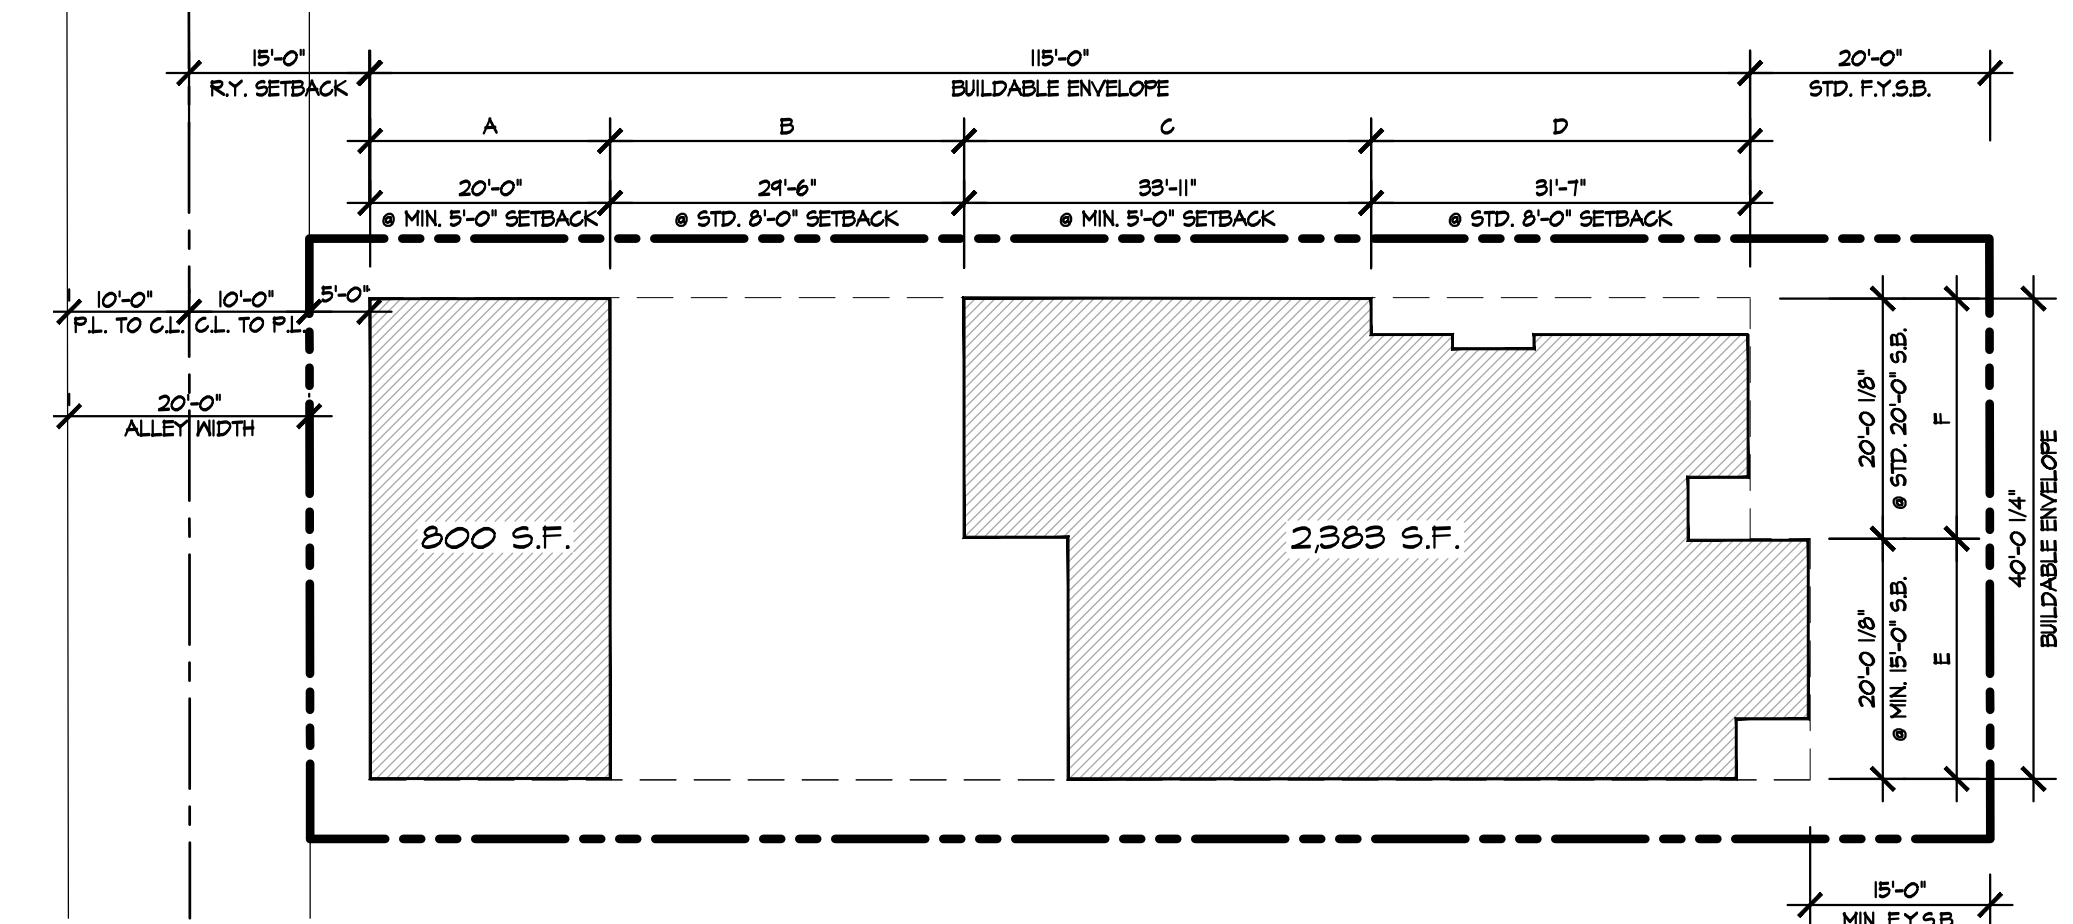 15'-0"
R.Y. SETBACK
115'-0"
BUILDABLE ENVELOPE
20'-0"
STD. F.Y.S.B.
A
B
C
D
20'-0"
@ MIN. 5'-0" SETBACK
29'-6"
@ STD. 8'-0" SETBACK
33'-11"
@ MIN. 5'-0" SETBACK
31'-7"
@ STD. 8'-0" SETBACK
10'-0"
P.L. TO C.L.
10'-0"
C.L. TO P.L.
5'-0"
20'-0"
ALLEY WIDTH
800 S.F.
2,383 S.F.
20'-0 1/8"
@ STD. 20'-0" S.B.
F
20'-0 1/8"
@ MIN. 15'-0" S.B.
E
40'-0 1/4"
BUILDABLE ENVELOPE
15'-0"
MIN. F.Y.S.B.